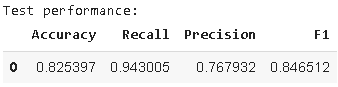 Test performance:
Accuracy Recall Precision F1
0 0.825397 0.943005 0.767932 0.846512